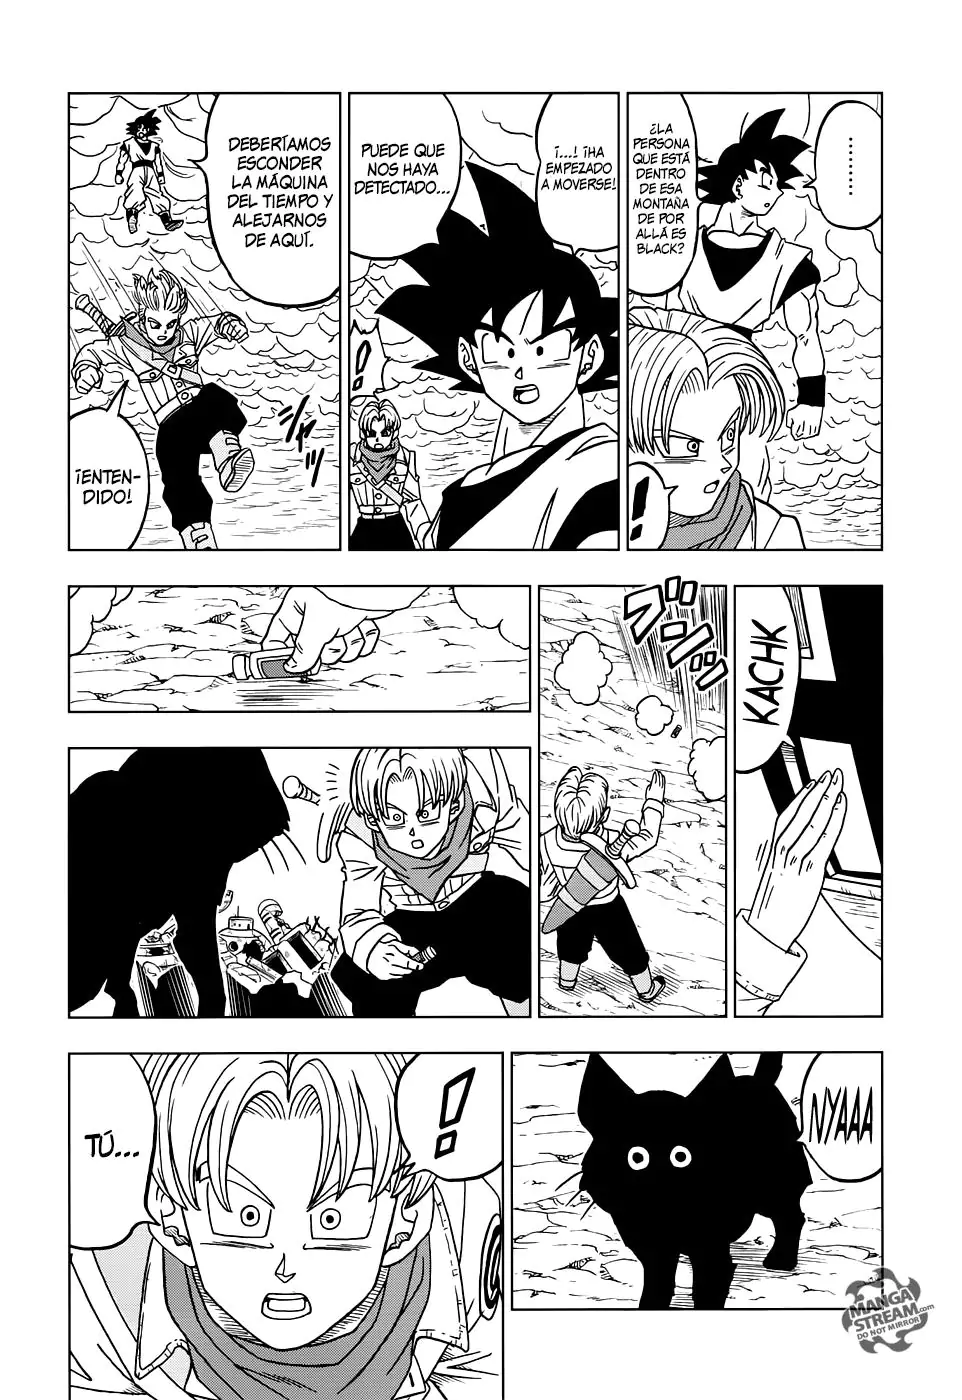 .........
¿LA
PERSONA
QUE ESTÁ
DENTRO
DE ESA
MONTAÑA
DE POR
ALLÁ ES
BLACK?
!
¡...! ¡HA
EMPEZADO
A MOVERSE!
PUEDE QUE
NOS HAYA
DETECTADO...
!
DEBERÍAMOS
ESCONDER
LA MÁQUINA
DEL TIEMPO Y
ALEJARNOS
DE AQUÍ.
¡ENTEN-
DIDO!
KACHK
NYAAA
!
TÚ...
MANGA
STREAM.com
DO NOT MIRROR!